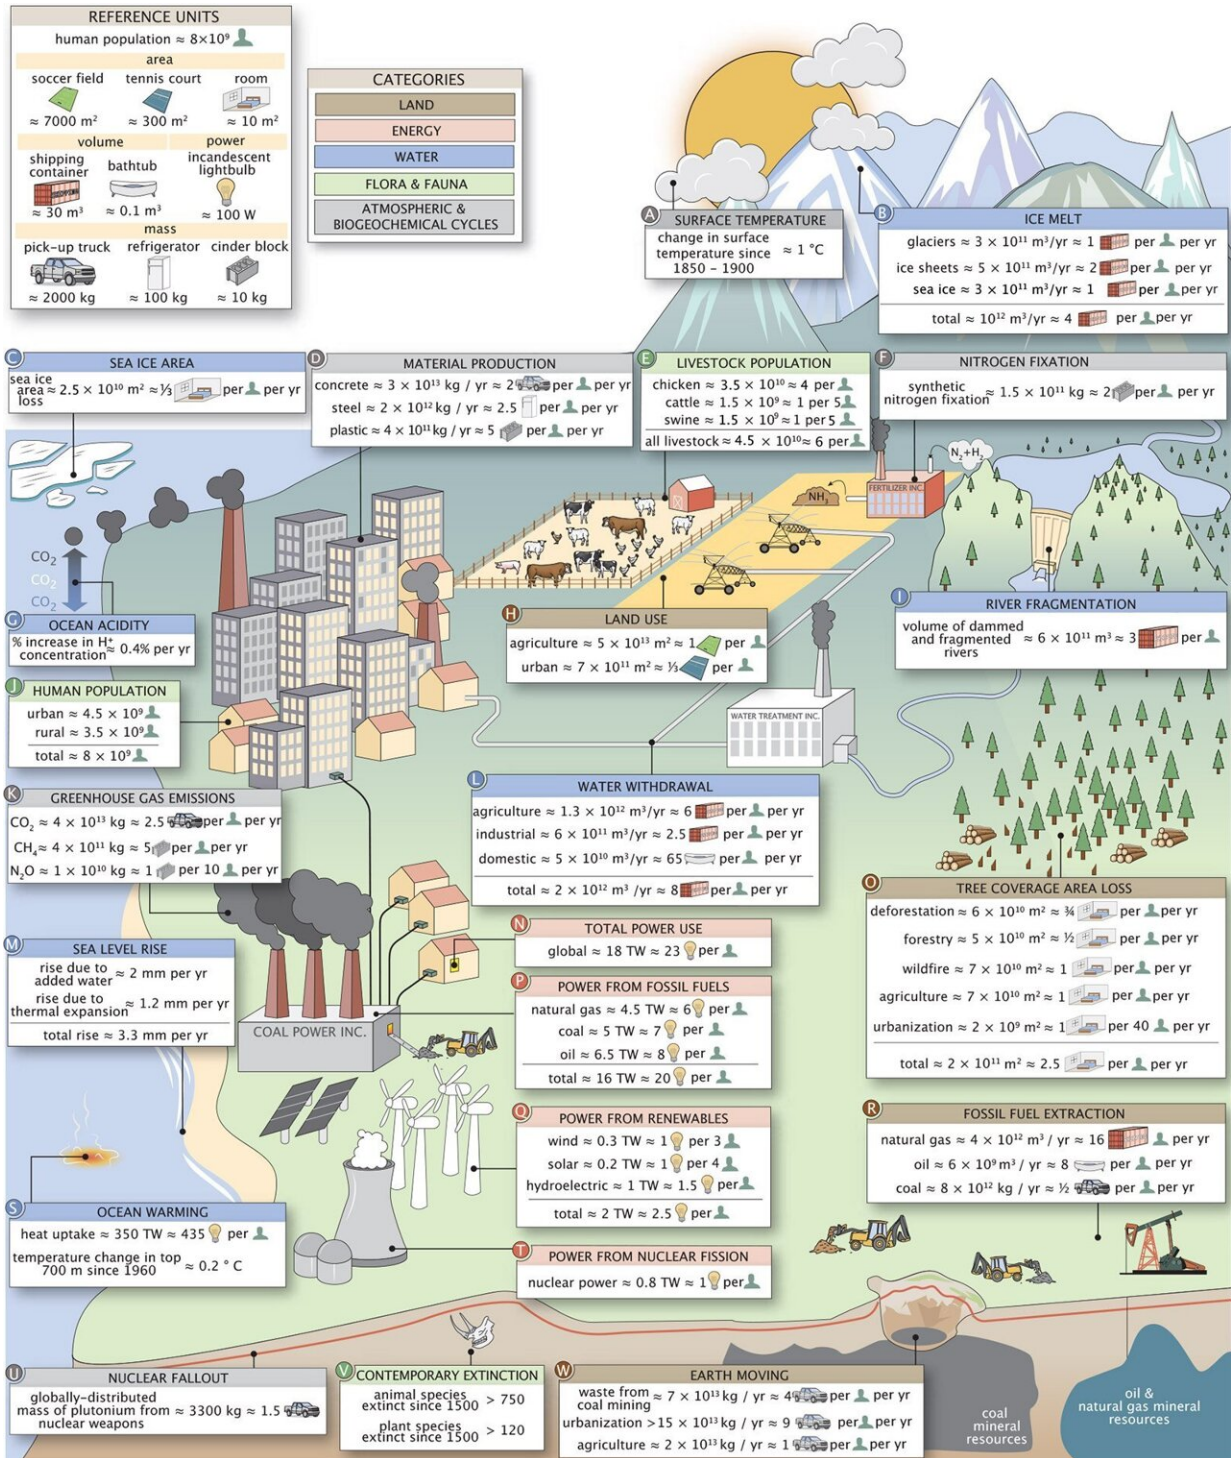 REFERENCE UNITS
human population ≈ 8×10⁹
area
soccer field tennis court room
≈ 7000 m² ≈ 300 m² ≈ 10 m²
volume power
shipping container bathtub incandescent lightbulb
≈ 30 m³ ≈ 0.1 m³ ≈ 100 W
mass
pick-up truck refrigerator cinder block
≈ 2000 kg ≈ 100 kg ≈ 10 kg
CATEGORIES
LAND
ENERGY
WATER
FLORA & FAUNA
ATMOSPHERIC &
BIOGEOCHEMICAL CYCLES
A SURFACE TEMPERATURE
change in surface
temperature since ≈ 1 °C
1850 – 1900
B ICE MELT
glaciers ≈ 3 × 10¹¹ m³/yr ≈ 1 per per yr
ice sheets ≈ 5 × 10¹¹ m³/yr ≈ 2 per per yr
sea ice ≈ 3 × 10¹¹ m³/yr ≈ 1 per per yr
total ≈ 10¹² m³/yr ≈ 4 per per yr
C SEA ICE AREA
sea ice
area ≈ 2.5 × 10¹⁰ m² ≈ ⅓ per per yr
loss
D MATERIAL PRODUCTION
concrete ≈ 3 × 10¹³ kg / yr ≈ 2 per per yr
steel ≈ 2 × 10¹² kg / yr ≈ 2.5 per per yr
plastic ≈ 4 × 10¹¹ kg / yr ≈ 5 per per yr
E LIVESTOCK POPULATION
chicken ≈ 3.5 × 10¹⁰ ≈ 4 per
cattle ≈ 1.5 × 10⁹ ≈ 1 per 5
swine ≈ 1.5 × 10⁹ ≈ 1 per 5
all livestock ≈ 4.5 × 10¹⁰ ≈ 6 per
F NITROGEN FIXATION
synthetic
nitrogen fixation ≈ 1.5 × 10¹¹ kg ≈ 2 per per yr
N₂+H₂
FERTILIZER INC.
NH₃
CO₂
CO₂
CO₂
G OCEAN ACIDITY
% increase in H⁺
concentration ≈ 0.4% per yr
H LAND USE
agriculture ≈ 5 × 10¹³ m² ≈ 1 per
urban ≈ 7 × 10¹¹ m² ≈ ⅓ per
I RIVER FRAGMENTATION
volume of dammed
and fragmented ≈ 6 × 10¹¹ m³ ≈ 3 per
rivers
J HUMAN POPULATION
urban ≈ 4.5 × 10⁹
rural ≈ 3.5 × 10⁹
total ≈ 8 × 10⁹
WATER TREATMENT INC.
K GREENHOUSE GAS EMISSIONS
CO₂ ≈ 4 × 10¹³ kg ≈ 2.5 per per yr
CH₄ ≈ 4 × 10¹¹ kg ≈ 5 per per yr
N₂O ≈ 1 × 10¹⁰ kg ≈ 1 per 10 per yr
L WATER WITHDRAWAL
agriculture ≈ 1.3 × 10¹² m³/yr ≈ 6 per per yr
industrial ≈ 6 × 10¹¹ m³/yr ≈ 2.5 per per yr
domestic ≈ 5 × 10¹⁰ m³/yr ≈ 65 per per yr
total ≈ 2 × 10¹² m³ /yr ≈ 8 per per yr
M SEA LEVEL RISE
rise due to
added water ≈ 2 mm per yr
rise due to
thermal expansion ≈ 1.2 mm per yr
total rise ≈ 3.3 mm per yr
COAL POWER INC.
N TOTAL POWER USE
global ≈ 18 TW ≈ 23 per
O TREE COVERAGE AREA LOSS
deforestation ≈ 6 × 10¹⁰ m² ≈ ¾ per per yr
forestry ≈ 5 × 10¹⁰ m² ≈ ½ per per yr
wildfire ≈ 7 × 10¹⁰ m² ≈ 1 per per yr
agriculture ≈ 7 × 10¹⁰ m² ≈ 1 per per yr
urbanization ≈ 2 × 10⁹ m² ≈ 1 per 40 per yr
total ≈ 2 × 10¹¹ m² ≈ 2.5 per per yr
P POWER FROM FOSSIL FUELS
natural gas ≈ 4.5 TW ≈ 6 per
coal ≈ 5 TW ≈ 7 per
oil ≈ 6.5 TW ≈ 8 per
total ≈ 16 TW ≈ 20 per
Q POWER FROM RENEWABLES
wind ≈ 0.3 TW ≈ 1 per 3
solar ≈ 0.2 TW ≈ 1 per 4
hydroelectric ≈ 1 TW ≈ 1.5 per
total ≈ 2 TW ≈ 2.5 per
R FOSSIL FUEL EXTRACTION
natural gas ≈ 4 × 10¹² m³ / yr ≈ 16 per yr
oil ≈ 6 × 10⁹ m³ / yr ≈ 8 per per yr
coal ≈ 8 × 10¹² kg / yr ≈ ½ per per yr
S OCEAN WARMING
heat uptake ≈ 350 TW ≈ 435 per
temperature change in top
700 m since 1960 ≈ 0.2 ° C
T POWER FROM NUCLEAR FISSION
nuclear power ≈ 0.8 TW ≈ 1 per
U NUCLEAR FALLOUT
globally-distributed
mass of plutonium from ≈ 3300 kg ≈ 1.5
nuclear weapons
V CONTEMPORARY EXTINCTION
animal species
extinct since 1500 > 750
plant species
extinct since 1500 > 120
W EARTH MOVING
waste from
coal mining ≈ 7 × 10¹³ kg / yr ≈ 4 per per yr
urbanization >15 × 10¹³ kg / yr ≈ 9 per per yr
agriculture ≈ 2 × 10¹³ kg / yr ≈ 1 per per yr
coal
mineral
resources
oil &
natural gas mineral
resources